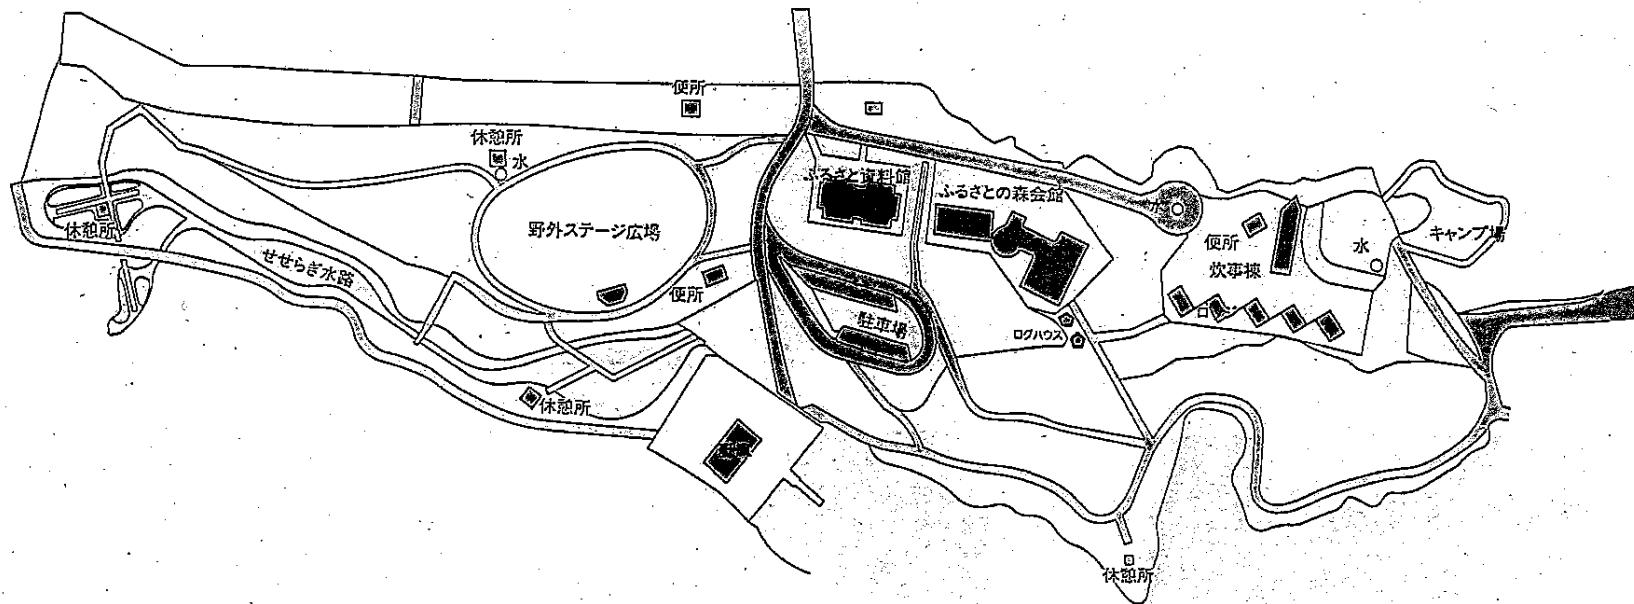 便所
休憩所
水
ふるさと資料館
ふるさとの森会館
水
休憩所
野外ステージ広場
便所
キャンプ場
せせらぎ水路
便所
水
炊事棟
駐車場
ログハウス
休憩所
休憩所